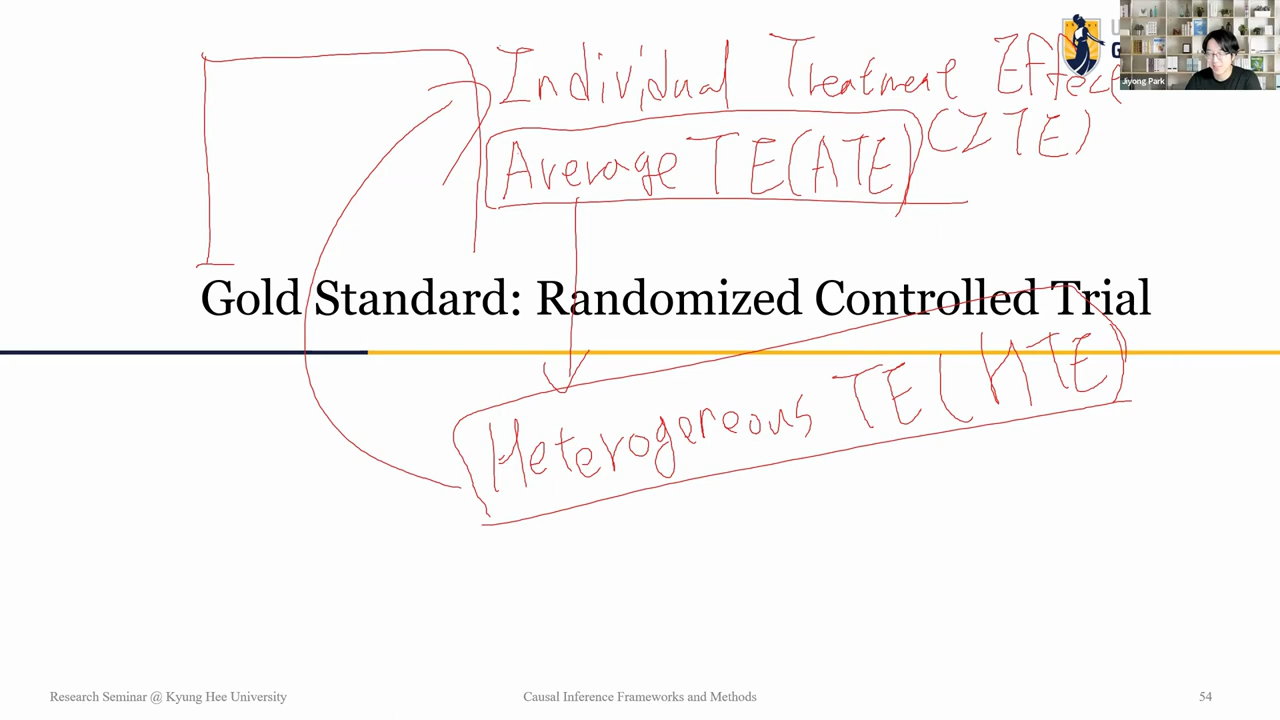 Individual Treatment Effect
(ITE)
Average TE (ATE)
Jiyong Park
Gold Standard: Randomized Controlled Trial
Heterogereous TE (HTE)
Research Seminar @ Kyung Hee University
Causal Inference Frameworks and Methods
54